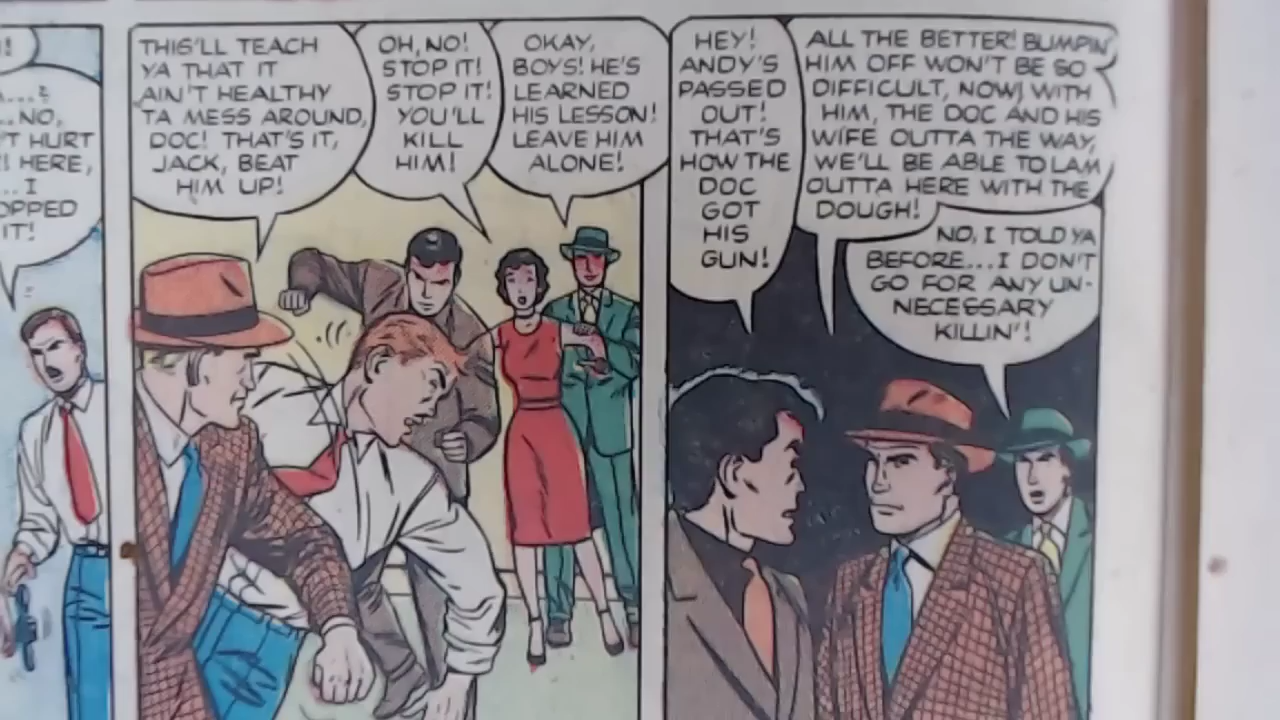 NO,
'T HURT
HERE,
I
OPPED
IT!
THIS'LL TEACH
YA THAT IT
AIN'T HEALTHY
TA MESS AROUND,
DOC! THAT'S IT,
JACK, BEAT
HIM UP!
OH, NO!
STOP IT!
STOP IT!
YOU'LL
KILL
HIM!
OKAY,
BOYS! HE'S
LEARNED
HIS LESSON!
LEAVE HIM
ALONE!
HEY!
ANDY'S
PASSED
OUT!
THAT'S
HOW THE
DOC
GOT
HIS
GUN!
ALL THE BETTER! BUMPIN'
HIM OFF WON'T BE SO
DIFFICULT, NOW, WITH
HIM, THE DOC AND HIS
WIFE OUTTA THE WAY,
WE'LL BE ABLE TO LAM
OUTTA HERE WITH THE
DOUGH!
NO, I TOLD YA
BEFORE...I DON'T
GO FOR ANY UN-
NECESSARY
KILLIN'!